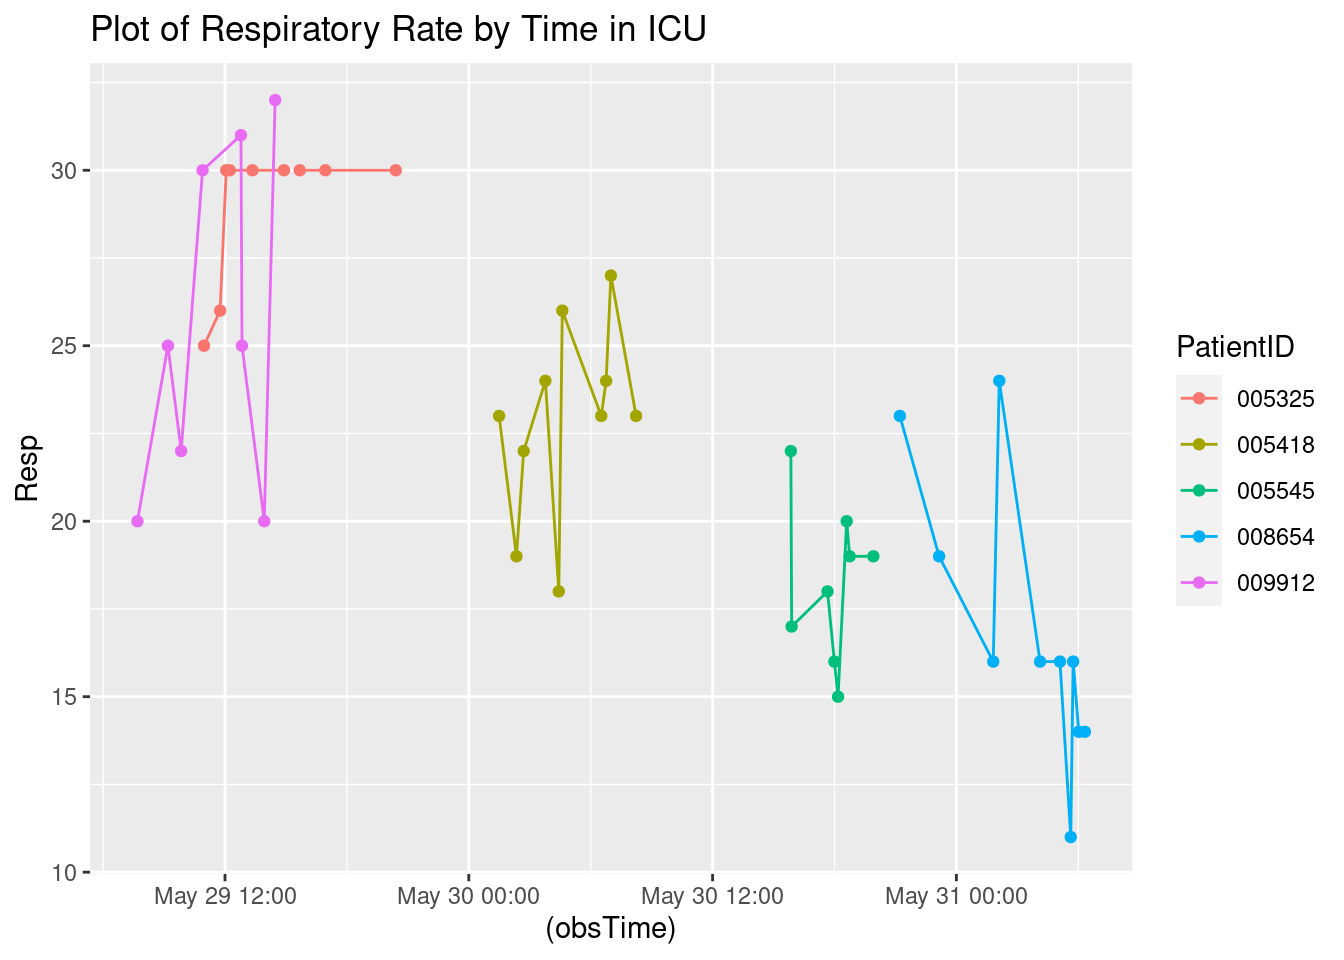 Plot of Respiratory Rate by Time in ICU
Resp
30
25
20
15
10
May 29 12:00
May 30 00:00
May 30 12:00
May 31 00:00
(obsTime)
PatientID
005325
005418
005545
008654
009912